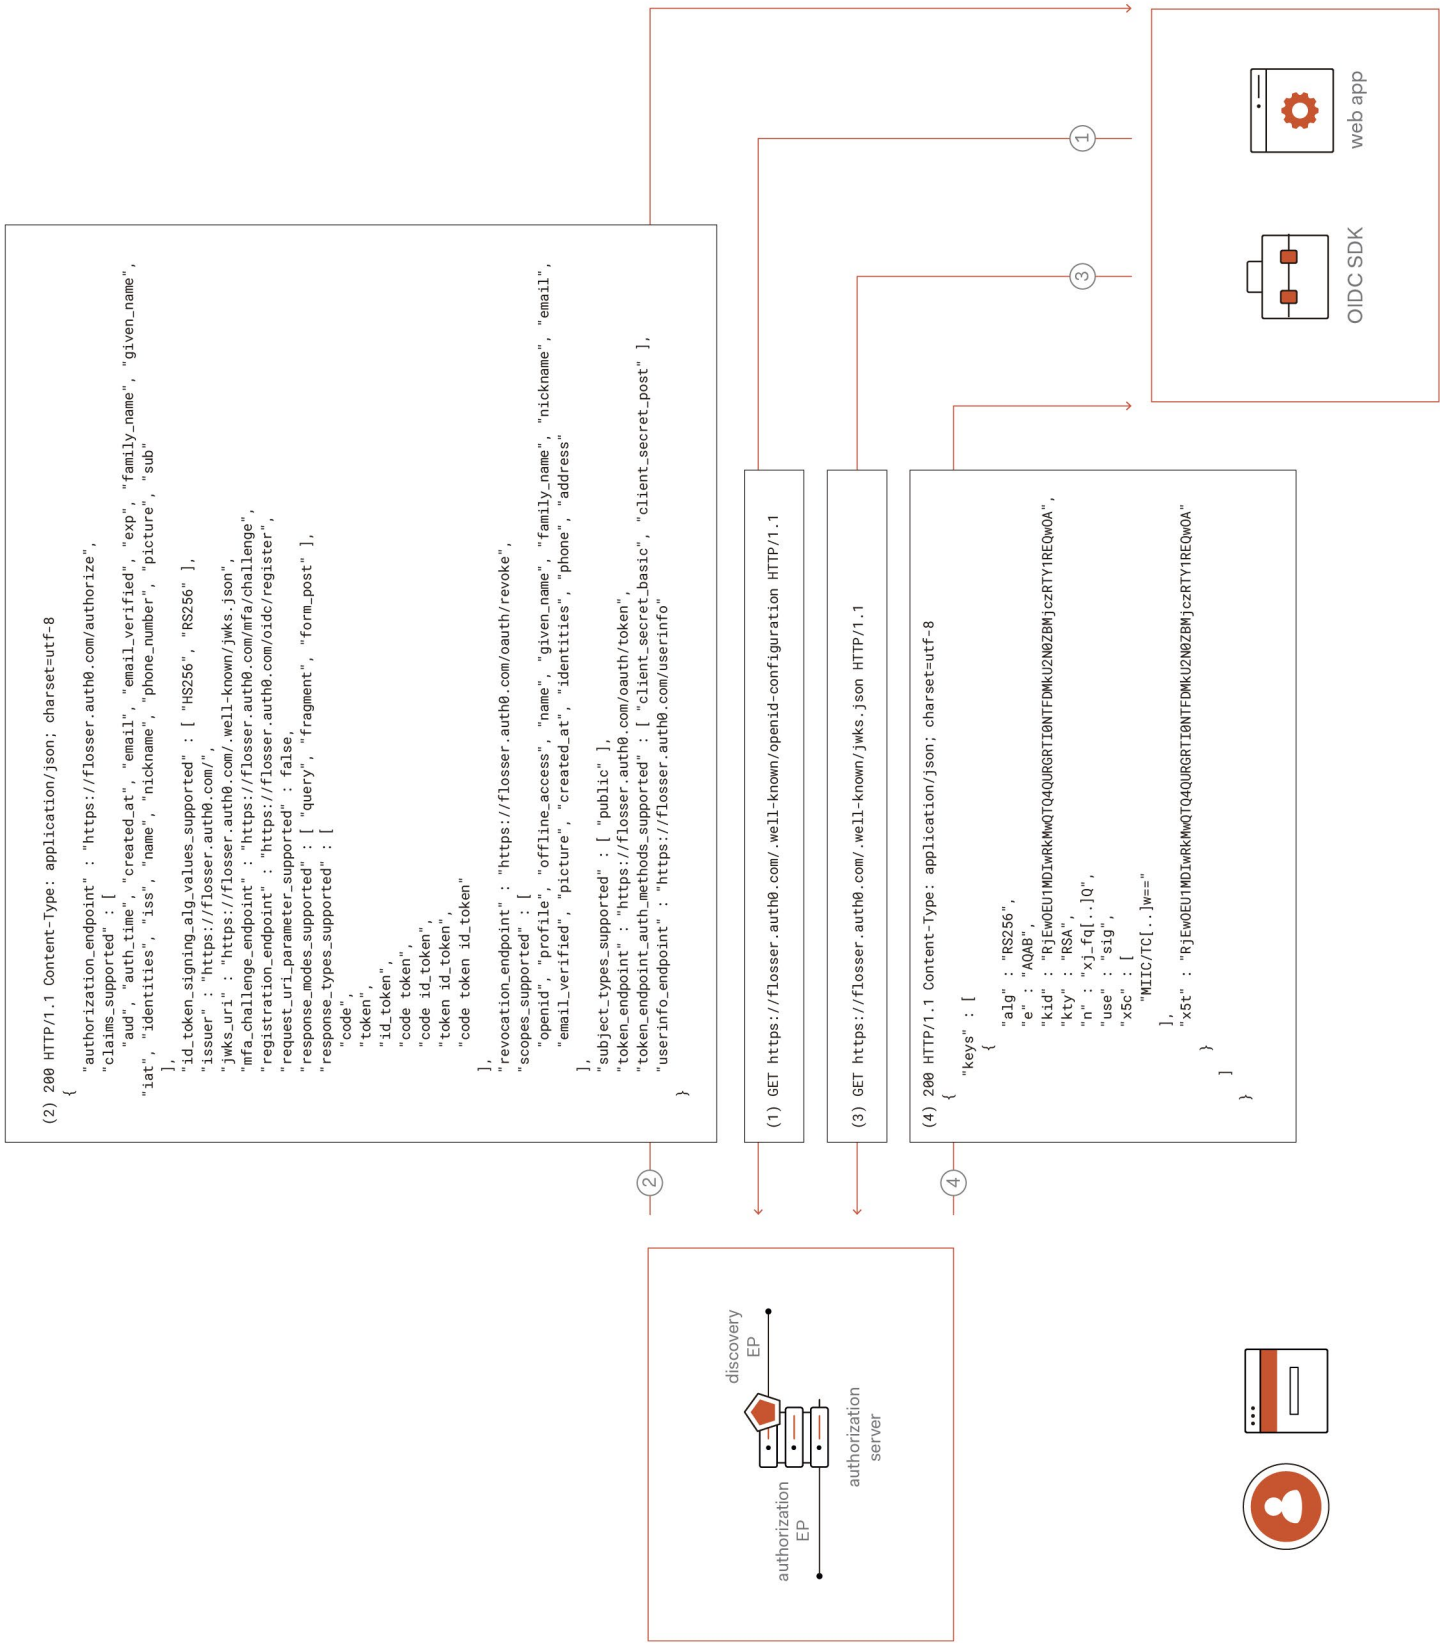 (2) 200 HTTP/1.1 Content-Type: application/json; charset=utf-8
{
"authorization_endpoint" : "https://flosser.auth0.com/authorize",
"claims_supported" : [
"aud", "auth_time", "created_at", "email", "email_verified", "exp", "family_name", "given_name",
"iat", "identities", "iss", "name", "nickname", "phone_number", "picture", "sub"
],
"id_token_signing_alg_values_supported" : [ "HS256", "RS256" ],
"issuer" : "https://flosser.auth0.com/",
"jwks_uri" : "https://flosser.auth0.com/.well-known/jwks.json",
"mfa_challenge_endpoint" : "https://flosser.auth0.com/mfa/challenge",
"registration_endpoint" : "https://flosser.auth0.com/oidc/register",
"request_uri_parameter_supported" : false,
"response_modes_supported" : [ "query", "fragment", "form_post" ],
"response_types_supported" : [
"code",
"token",
"id_token",
"code token",
"code id_token",
"token id_token",
"code token id_token"
],
"revocation_endpoint" : "https://flosser.auth0.com/oauth/revoke",
"scopes_supported" : [
"openid", "profile", "offline_access", "name", "given_name", "family_name", "nickname", "email",
"email_verified", "picture", "created_at", "identities", "phone", "address"
],
"subject_types_supported" : [ "public" ],
"token_endpoint" : "https://flosser.auth0.com/oauth/token",
"token_endpoint_auth_methods_supported" : [ "client_secret_basic", "client_secret_post" ],
"userinfo_endpoint" : "https://flosser.auth0.com/userinfo"
}
2
1
(1) GET https://flosser.auth0.com/.well-known/openid-configuration HTTP/1.1
3
(3) GET https://flosser.auth0.com/.well-known/jwks.json HTTP/1.1
4
(4) 200 HTTP/1.1 Content-Type: application/json; charset=utf-8
{
"keys" : [
{
"alg" : "RS256",
"e" : "AQAB",
"kid" : "RjEwOEU1MDIwRkMwQTQ4QURGRTI0NTFDMkU2N0ZBMjczRTY1REQwOA",
"kty" : "RSA",
"n" : "xj_fq[..]Q",
"use" : "sig",
"x5c" : [
"MIIC/TC[..]w=="
],
"x5t" : "RjEwOEU1MDIwRkMwQTQ4QURGRTI0NTFDMkU2N0ZBMjczRTY1REQwOA"
}
]
}
discovery
EP
authorization
EP
authorization
server
OIDC SDK
web app